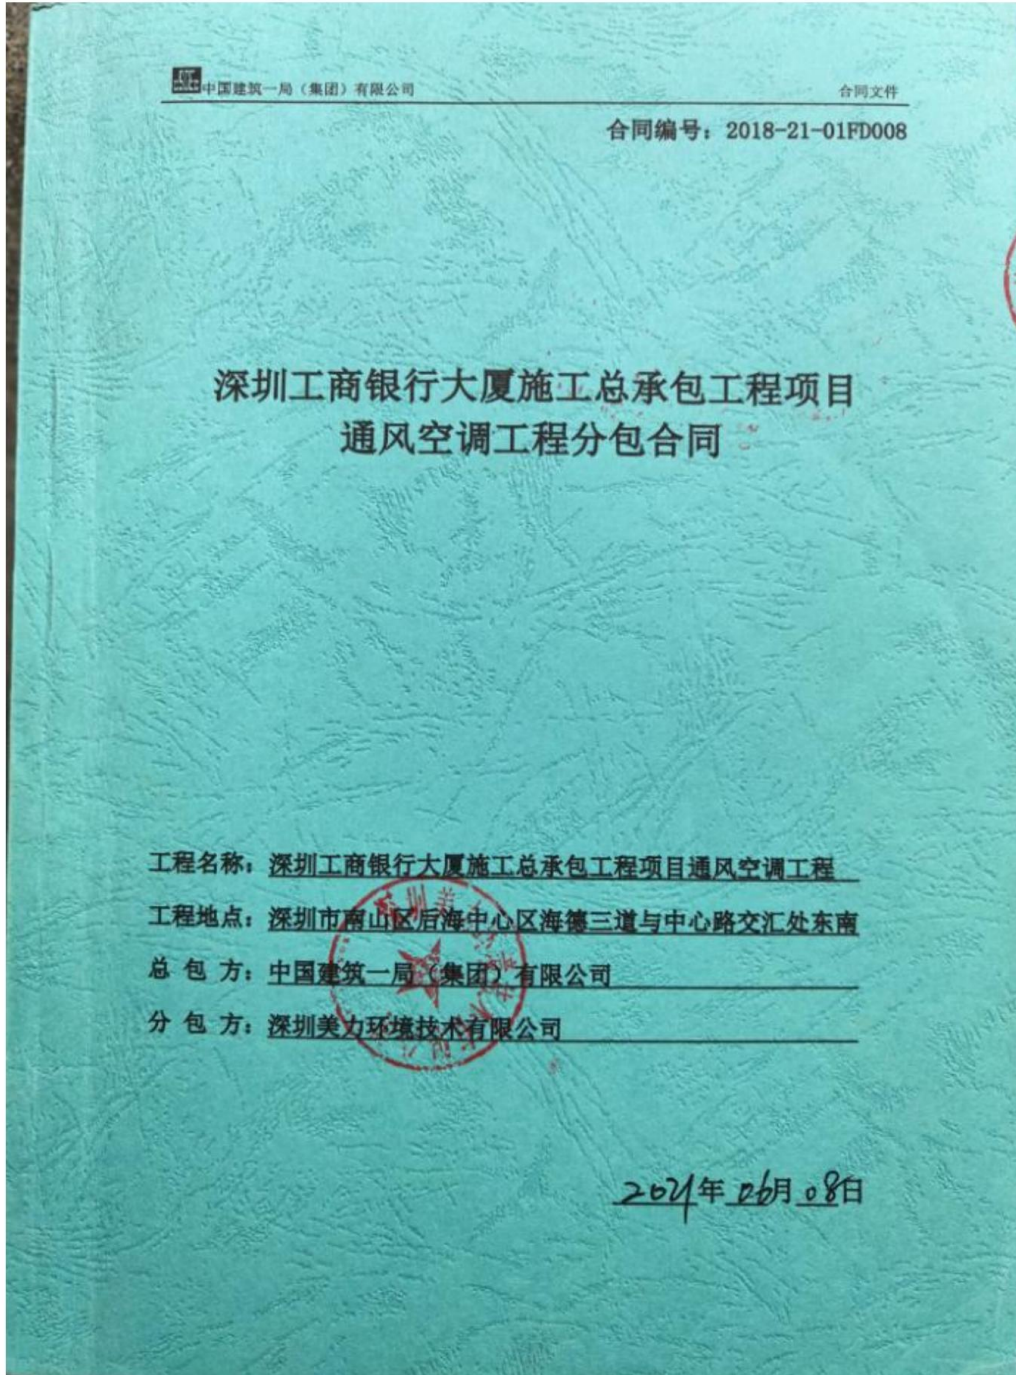 中国建筑一局（集团）有限公司 合同文件
合同编号：2018-21-01FD008
深圳工商银行大厦施工总承包工程项目
通风空调工程分包合同
工程名称：深圳工商银行大厦施工总承包工程项目通风空调工程
工程地点：深圳市南山区后海中心区海德三道与中心路交汇处东南
总包方：中国建筑一局（集团）有限公司
分包方：深圳美力环境技术有限公司
2021年06月08日